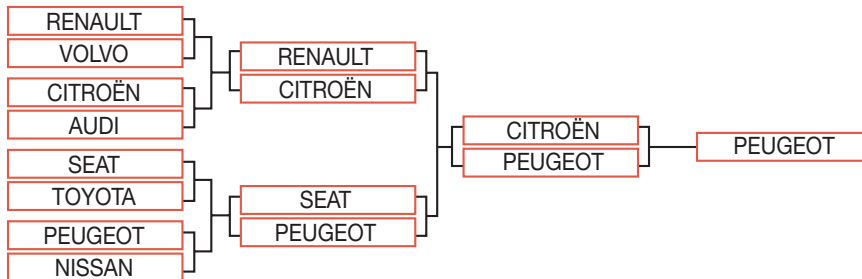 RENAULT
VOLVO
CITROËN
AUDI
SEAT
TOYOTA
PEUGEOT
NISSAN
RENAULT
CITROËN
SEAT
PEUGEOT
CITROËN
PEUGEOT
PEUGEOT